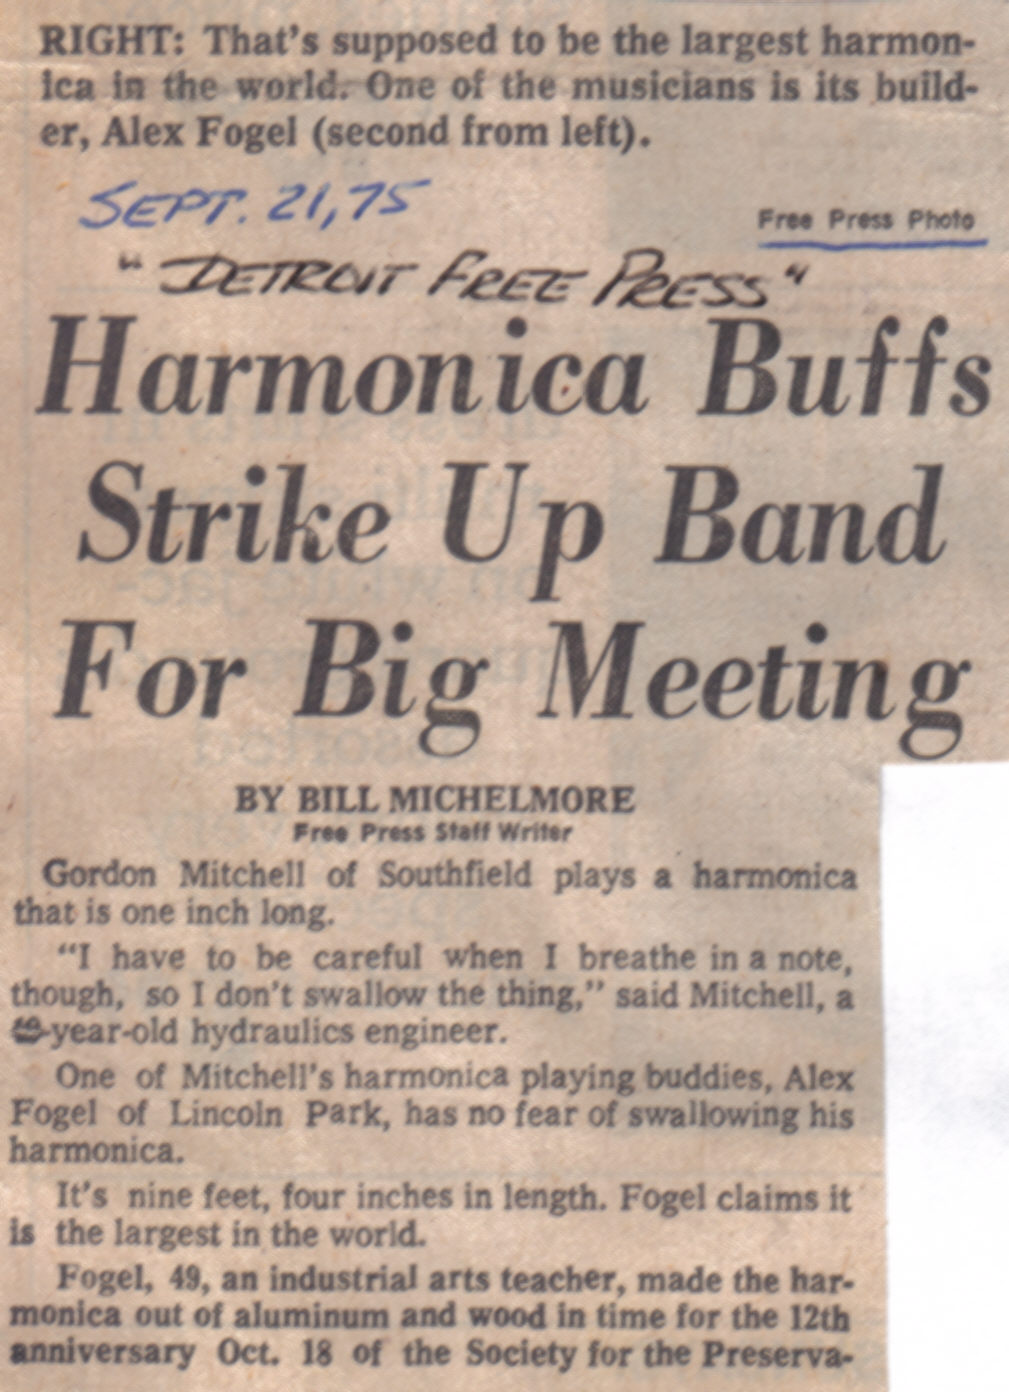 RIGHT: That's supposed to be the largest harmon-
ica in the world. One of the musicians is its build-
er, Alex Fogel (second from left).
SEPT. 21, 75
Free Press Photo
"DETROIT FREE PRESS"
Harmonica Buffs
Strike Up Band
For Big Meeting
BY BILL MICHELMORE
Free Press Staff Writer
Gordon Mitchell of Southfield plays a harmonica
that is one inch long.
"I have to be careful when I breathe in a note,
though, so I don't swallow the thing," said Mitchell, a
-year-old hydraulics engineer.
One of Mitchell's harmonica playing buddies, Alex
Fogel of Lincoln Park, has no fear of swallowing his
harmonica.
It's nine feet, four inches in length. Fogel claims it
is the largest in the world.
Fogel, 49, an industrial arts teacher, made the har-
monica out of aluminum and wood in time for the 12th
anniversary Oct. 18 of the Society for the Preserva-